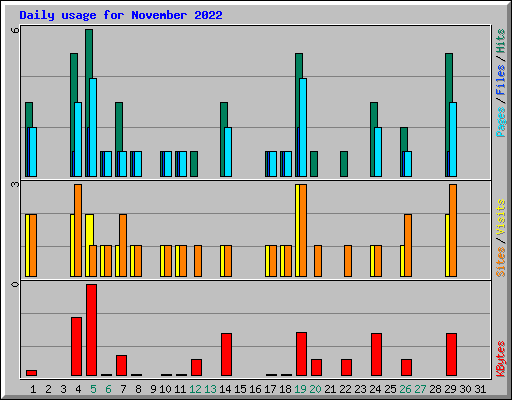 Daily usage for November 2022
6
Pages/Files/Hits
3
Sites/Visits
0
KBytes
1 2 3 4 5 6 7 8 9 10 11 12 13 14 15 16 17 18 19 20 21 22 23 24 25 26 27 28 29 30 31